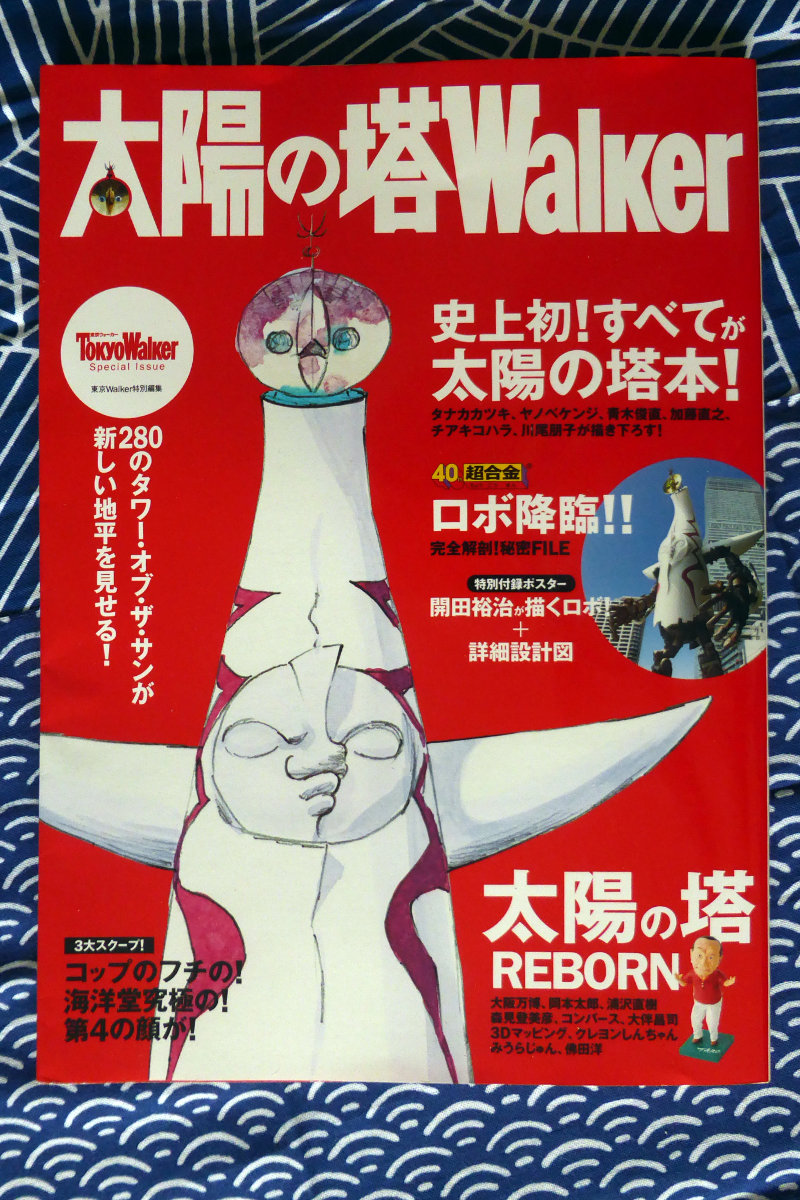 太陽の塔Walker
東京ウォーカー
TokyoWalker
Special Issue
東京Walker特別編集
280のタワー・オブ・ザ・サンが
新しい地平を見せる!
史上初!すべてが
太陽の塔本!
タナカカツキ、ヤノベケンジ、青木俊直、加藤直之、
チアキコハラ、川尾朋子が描き下ろす!
40 超合金
ロボ降臨!!
完全解剖!秘密FILE
特別付録ポスター
開田裕治が描くロボ!
+
詳細設計図
3大スクープ!
コップのフチの!
海洋堂究極の!
第4の顔が!
太陽の塔
REBORN
大阪万博、岡本太郎、浦沢直樹
森見登美彦、コンバース、大伴昌司
3Dマッピング、クレヨンしんちゃん
みうらじゅん、佛田洋